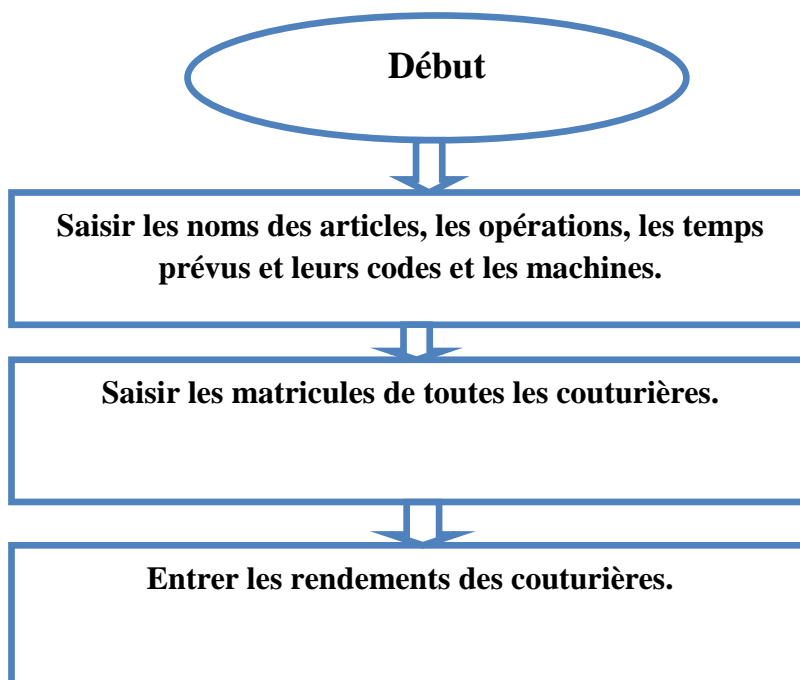 Début
Saisir les noms des articles, les opérations, les temps
prévus et leurs codes et les machines.
Saisir les matricules de toutes les couturières.
Entrer les rendements des couturières.